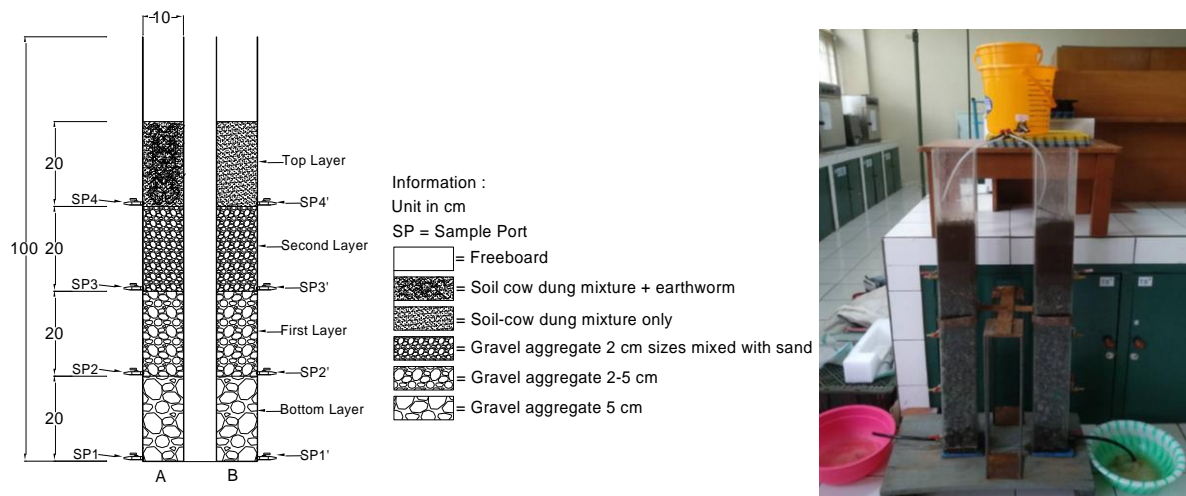 10
100
20
20
20
20
SP4
SP3
SP2
SP1
Top Layer
SP4'
Second Layer
SP3'
First Layer
SP2'
Bottom Layer
SP1'
A
B
Information :
Unit in cm
SP = Sample Port
= Freeboard
= Soil cow dung mixture + earthworm
= Soil-cow dung mixture only
= Gravel aggregate 2 cm sizes mixed with sand
= Gravel aggregate 2-5 cm
= Gravel aggregate 5 cm